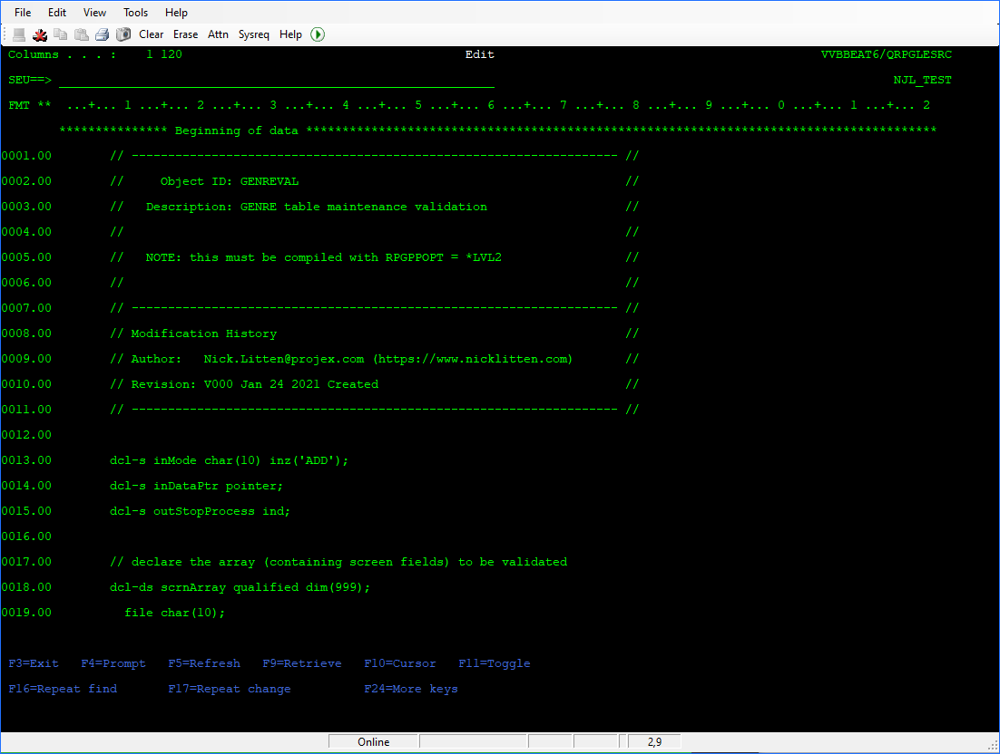 File Edit View Tools Help
Clear Erase Attn Sysreq Help
Columns . . . :    1 120                                       Edit                                             VVBBEAT6/QRPGLESRC
SEU==> ____________________________________________________________ NJL_TEST
FMT **  ...+... 1 ...+... 2 ...+... 3 ...+... 4 ...+... 5 ...+... 6 ...+... 7 ...+... 8 ...+... 9 ...+... 0 ...+... 1 ...+... 2
*************** Beginning of data ***************************************************************************************
0001.00        // ------------------------------------------------------------------- //
0002.00        //     Object ID: GENREVAL                                             //
0003.00        //   Description: GENRE table maintenance validation                   //
0004.00        //                                                                     //
0005.00        //   NOTE: this must be compiled with RPGPPOPT = *LVL2                 //
0006.00        //                                                                     //
0007.00        // ------------------------------------------------------------------- //
0008.00        // Modification History                                                //
0009.00        // Author:   Nick.Litten@projex.com (https://www.nicklitten.com)       //
0010.00        // Revision: V000 Jan 24 2021 Created                                  //
0011.00        // ------------------------------------------------------------------- //
0012.00
0013.00        dcl-s inMode char(10) inz('ADD');
0014.00        dcl-s inDataPtr pointer;
0015.00        dcl-s outStopProcess ind;
0016.00
0017.00        // declare the array (containing screen fields) to be validated
0018.00        dcl-ds scrnArray qualified dim(999);
0019.00          file char(10);
F3=Exit   F4=Prompt   F5=Refresh   F9=Retrieve   F10=Cursor   F11=Toggle
F16=Repeat find       F17=Repeat change          F24=More keys
Online 2,9